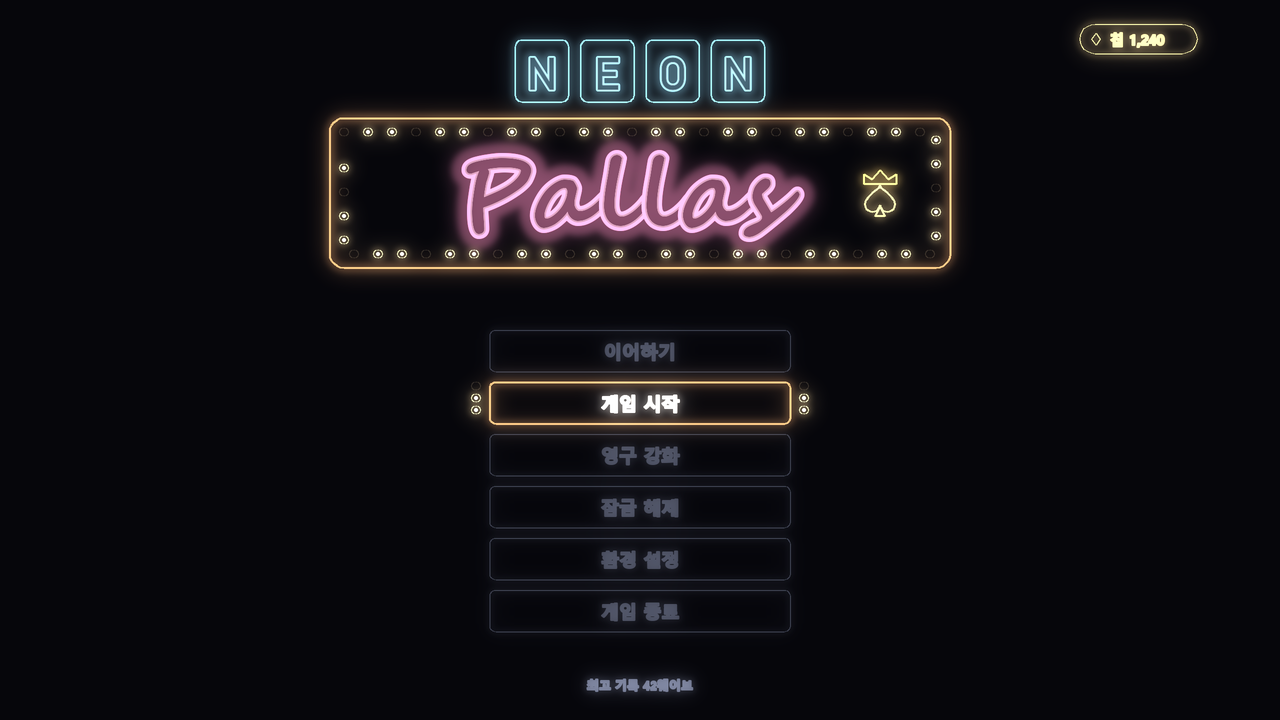 칩 1,240
NEON
Pallas
이어하기
게임 시작
영구 강화
잠금 해제
환경 설정
게임 종료
최고 기록 42웨이브